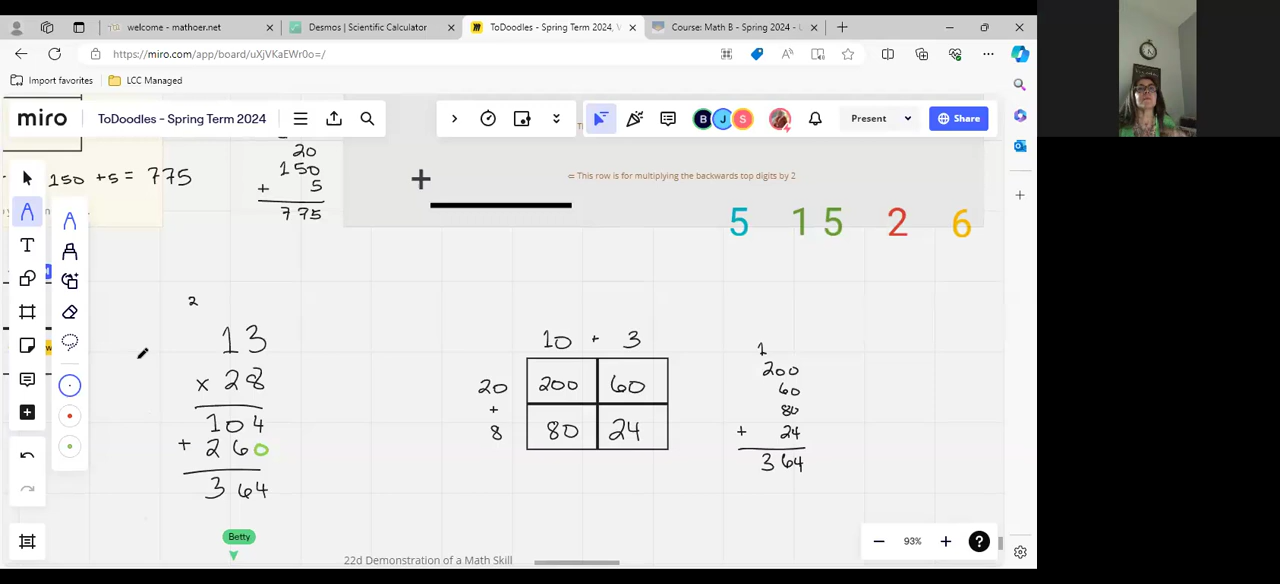 welcome - mathoer.net
Desmos | Scientific Calculator
ToDoodles - Spring Term 2024, V
Course: Math B - Spring 2024 -
https://miro.com/app/board/uXjVKaEWr0o=/
Import favorites
LCC Managed
miro
ToDoodles - Spring Term 2024
B
J
S
Present
Share
150 +5 = 775
20
150
+ 5
775
+
= This row is for multiplying the backwards top digits by 2
5 15 2 6
2
13
x 28
104
+ 260
364
10 + 3
20
+
8
200 60
80 24
1
200
60
80
+ 24
364
T
Betty
22d Demonstration of a Math Skill
93%